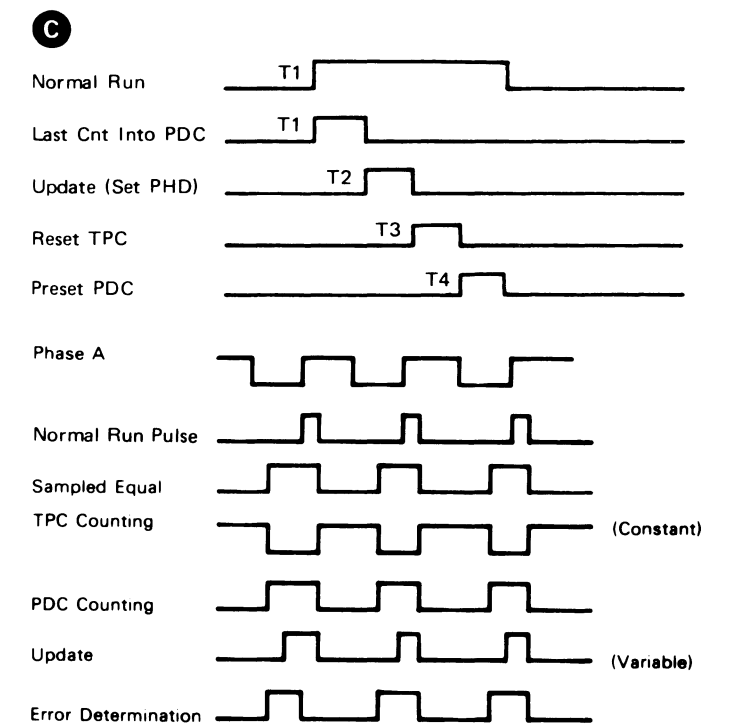 C
Normal Run T1
Last Cnt Into PDC T1
Update (Set PHD) T2
Reset TPC T3
Preset PDC T4
Phase A
Normal Run Pulse
Sampled Equal
TPC Counting (Constant)
PDC Counting
Update (Variable)
Error Determination